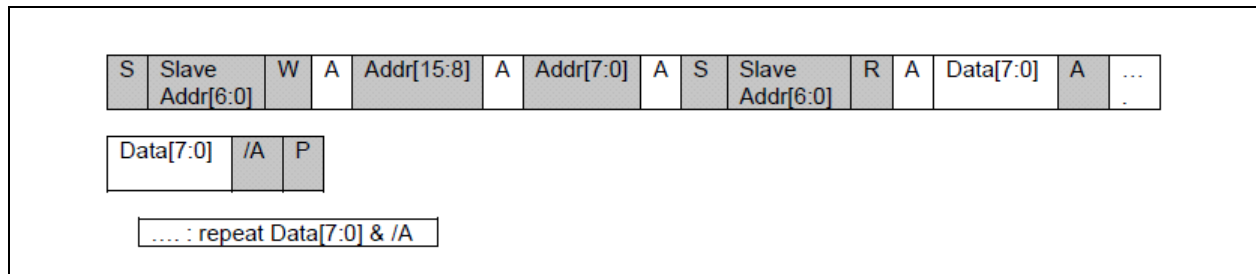 S Slave W A Addr[15:8] A Addr[7:0] A S Slave R A Data[7:0] A ...
Addr[6:0] Addr[6:0] .
Data[7:0] /A P
.... : repeat Data[7:0] & /A